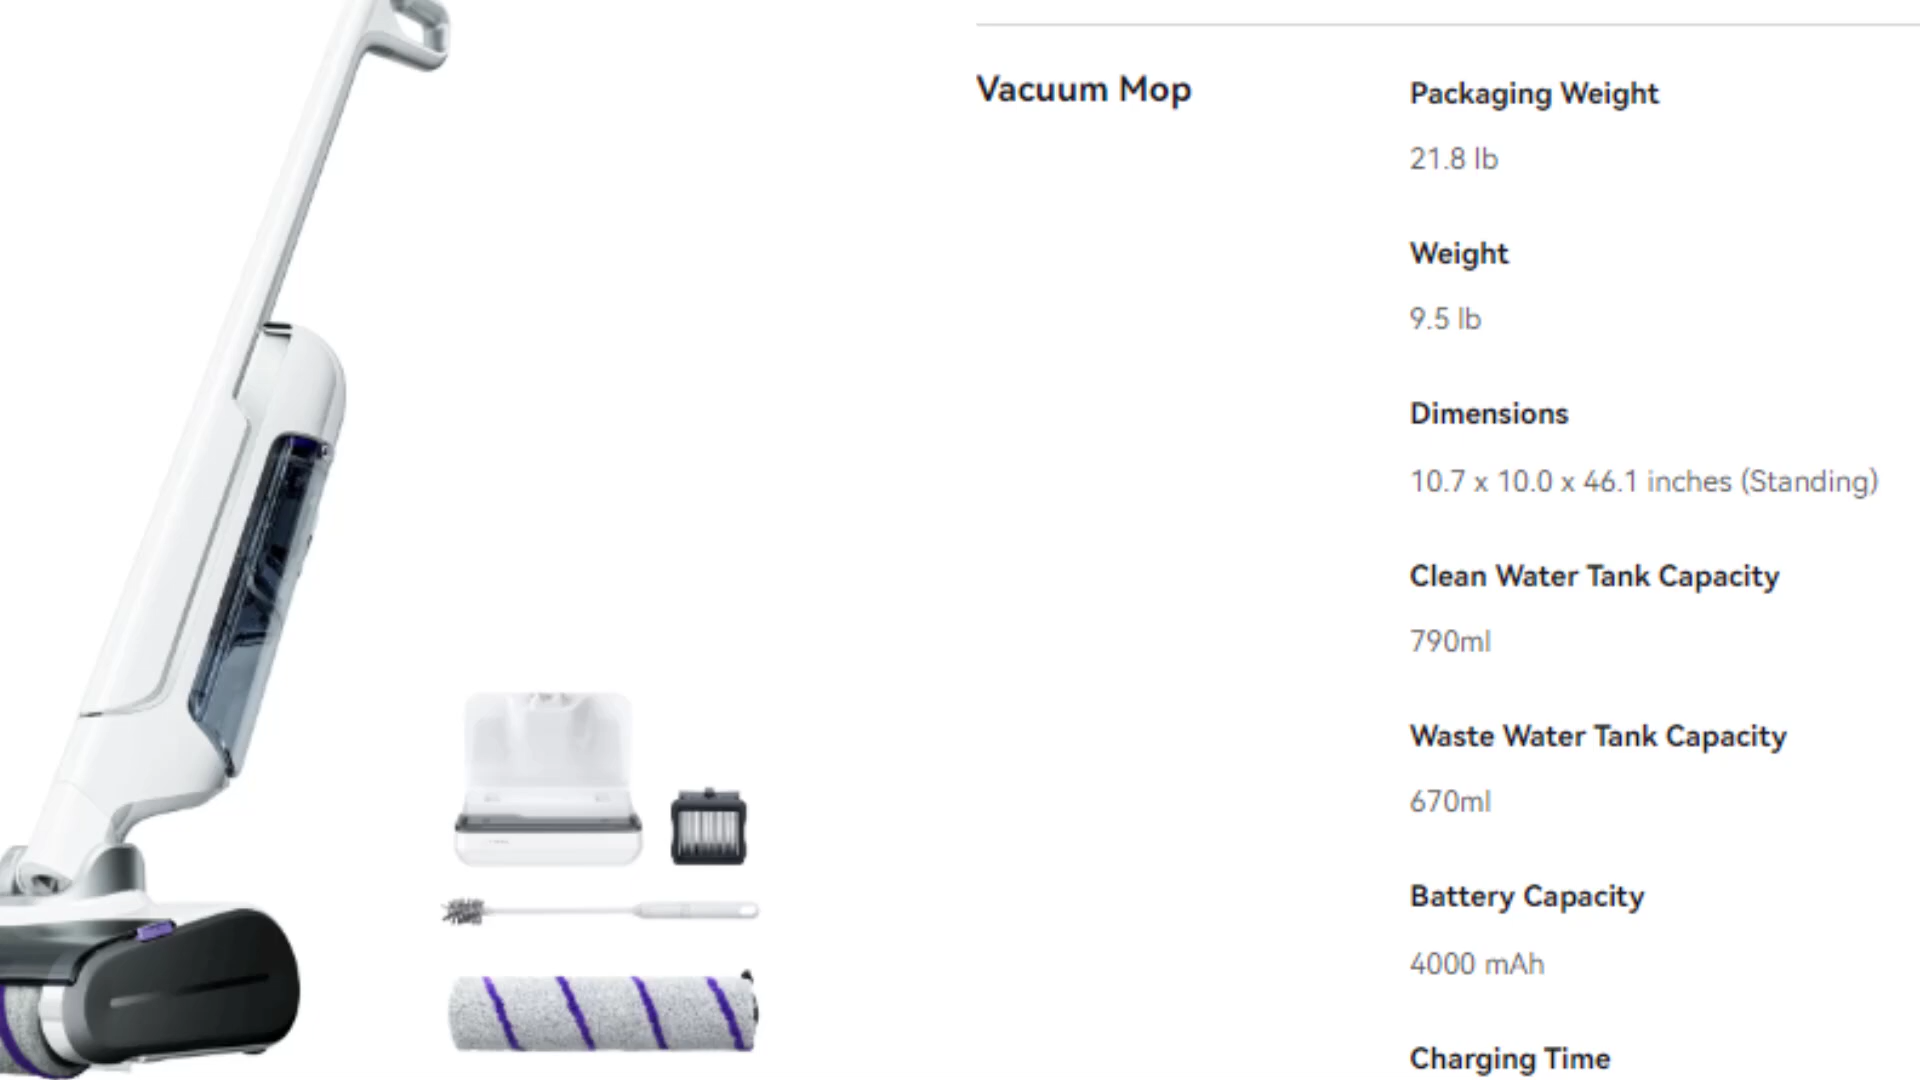 Vacuum Mop
Packaging Weight
21.8 lb
Weight
9.5 lb
Dimensions
10.7 x 10.0 x 46.1 inches (Standing)
Clean Water Tank Capacity
790ml
Waste Water Tank Capacity
670ml
Battery Capacity
4000 mAh
Charging Time